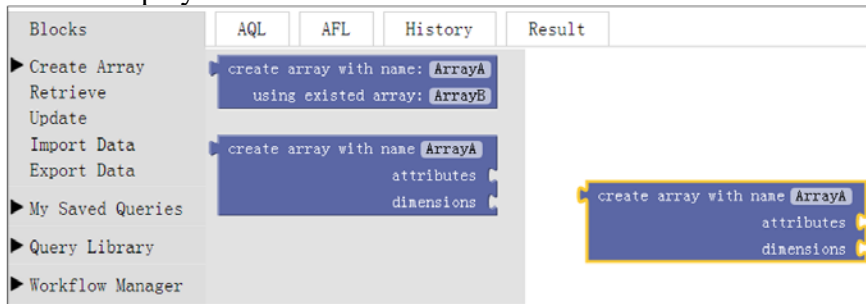 Blocks
AQL
AFL
History
Result
Create Array
Retrieve
Update
Import Data
Export Data
My Saved Queries
Query Library
Workflow Manager
create array with name: ArrayA
using existed array: ArrayB
create array with name ArrayA
attributes
dimensions
create array with name ArrayA
attributes
dimensions